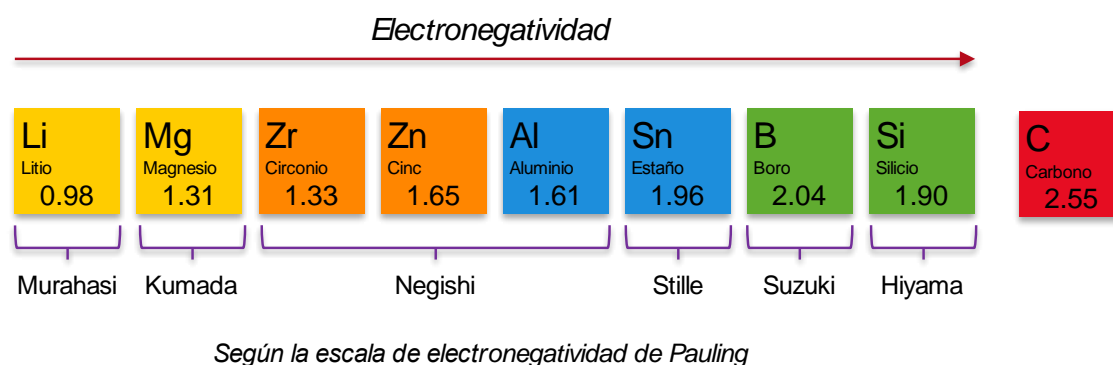 Electronegatividad
Li Mg Zr Zn Al Sn B Si C
Litio Magnesio Circonio Cinc Aluminio Estaño Boro Silicio Carbono
0.98 1.31 1.33 1.65 1.61 1.96 2.04 1.90 2.55
Murahasi Kumada Negishi Stille Suzuki Hiyama
Según la escala de electronegatividad de Pauling